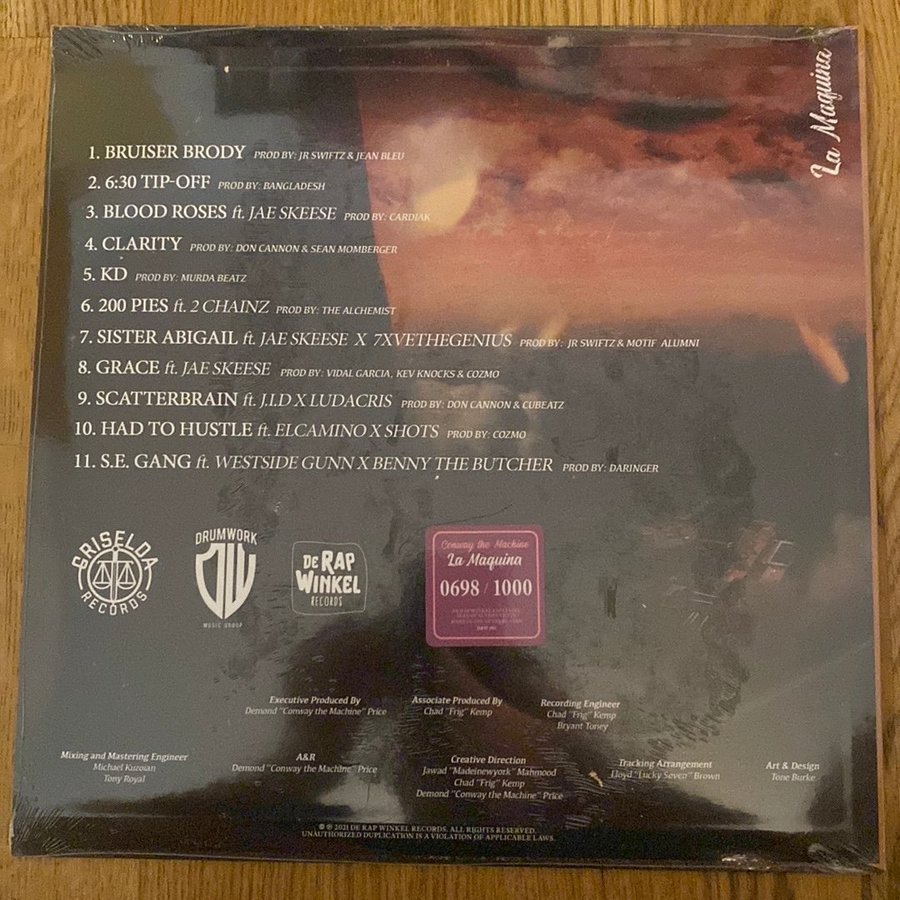 La Maquina
1. BRUISER BRODY PROD BY: JR SWIFTZ & JEAN BLEU
2. 6:30 TIP-OFF PROD BY: BANGLADESH
3. BLOOD ROSES ft. JAE SKEESE PROD BY: CARDIAK
4. CLARITY PROD BY: DON CANNON & SEAN MOMBERGER
5. KD PROD BY: MURDA BEATZ
6. 200 PIES ft. 2 CHAINZ PROD BY: THE ALCHEMIST
7. SISTER ABIGAIL ft. JAE SKEESE X 7XVETHEGENIUS PROD BY: JR SWIFTZ & MOTIF ALUMNI
8. GRACE ft. JAE SKEESE PROD BY: VIDAL GARCIA, KEV KNOCKS & COZMO
9. SCATTERBRAIN ft. J.I.D X LUDACRIS PROD BY: DON CANNON & CUBEATZ
10. HAD TO HUSTLE ft. ELCAMINO X SHOTS PROD BY: COZMO
11. S.E. GANG ft. WESTSIDE GUNN X BENNY THE BUTCHER PROD BY: DARINGER
GRISELDA
RECORDS
DRUMWORK
MUSIC GROUP
DE RAP
WINKEL
RECORDS
Conway the Machine
La Maquina
0698 / 1000
Executive Produced By
Demond "Conway the Machine" Price
Associate Produced By
Chad "Frig" Kemp
Recording Engineer
Chad "Frig" Kemp
Bryant Toney
Mixing and Mastering Engineer
Michael Kuzoian
Tony Royal
A&R
Demond "Conway the Machine" Price
Creative Direction
Jawad "Madeinewyork" Mahmood
Chad "Frig" Kemp
Demond "Conway the Machine" Price
Tracking Arrangement
Lloyd "Lucky Seven" Brown
Art & Design
Tone Burke
© ℗ 2021 DE RAP WINKEL RECORDS. ALL RIGHTS RESERVED.
UNAUTHORIZED DUPLICATION IS A VIOLATION OF APPLICABLE LAWS.